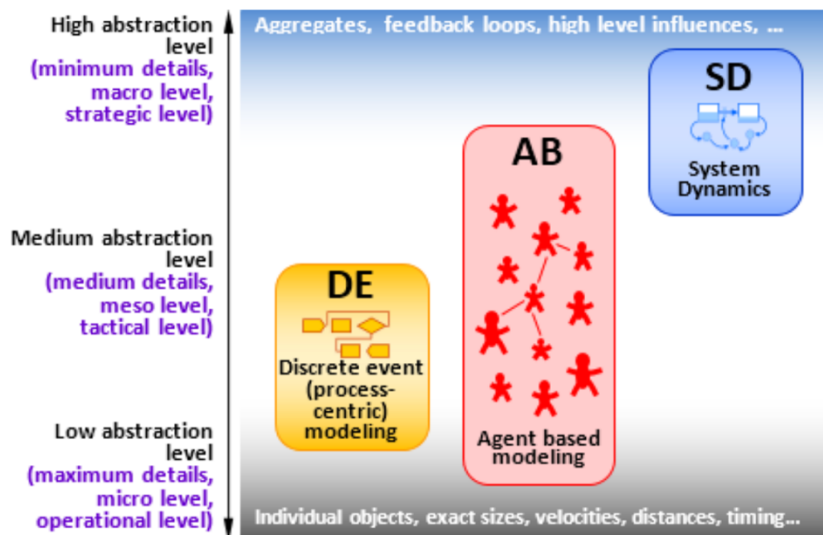 High abstraction
level
(minimum details,
macro level,
strategic level)
Medium abstraction
level
(medium details,
meso level,
tactical level)
Low abstraction
level
(maximum details,
micro level,
operational level)
Aggregates, feedback loops, high level influences, ...
DE
Discrete event
(process-
centric)
modeling
AB
Agent based
modeling
SD
System
Dynamics
Individual objects, exact sizes, velocities, distances, timing...